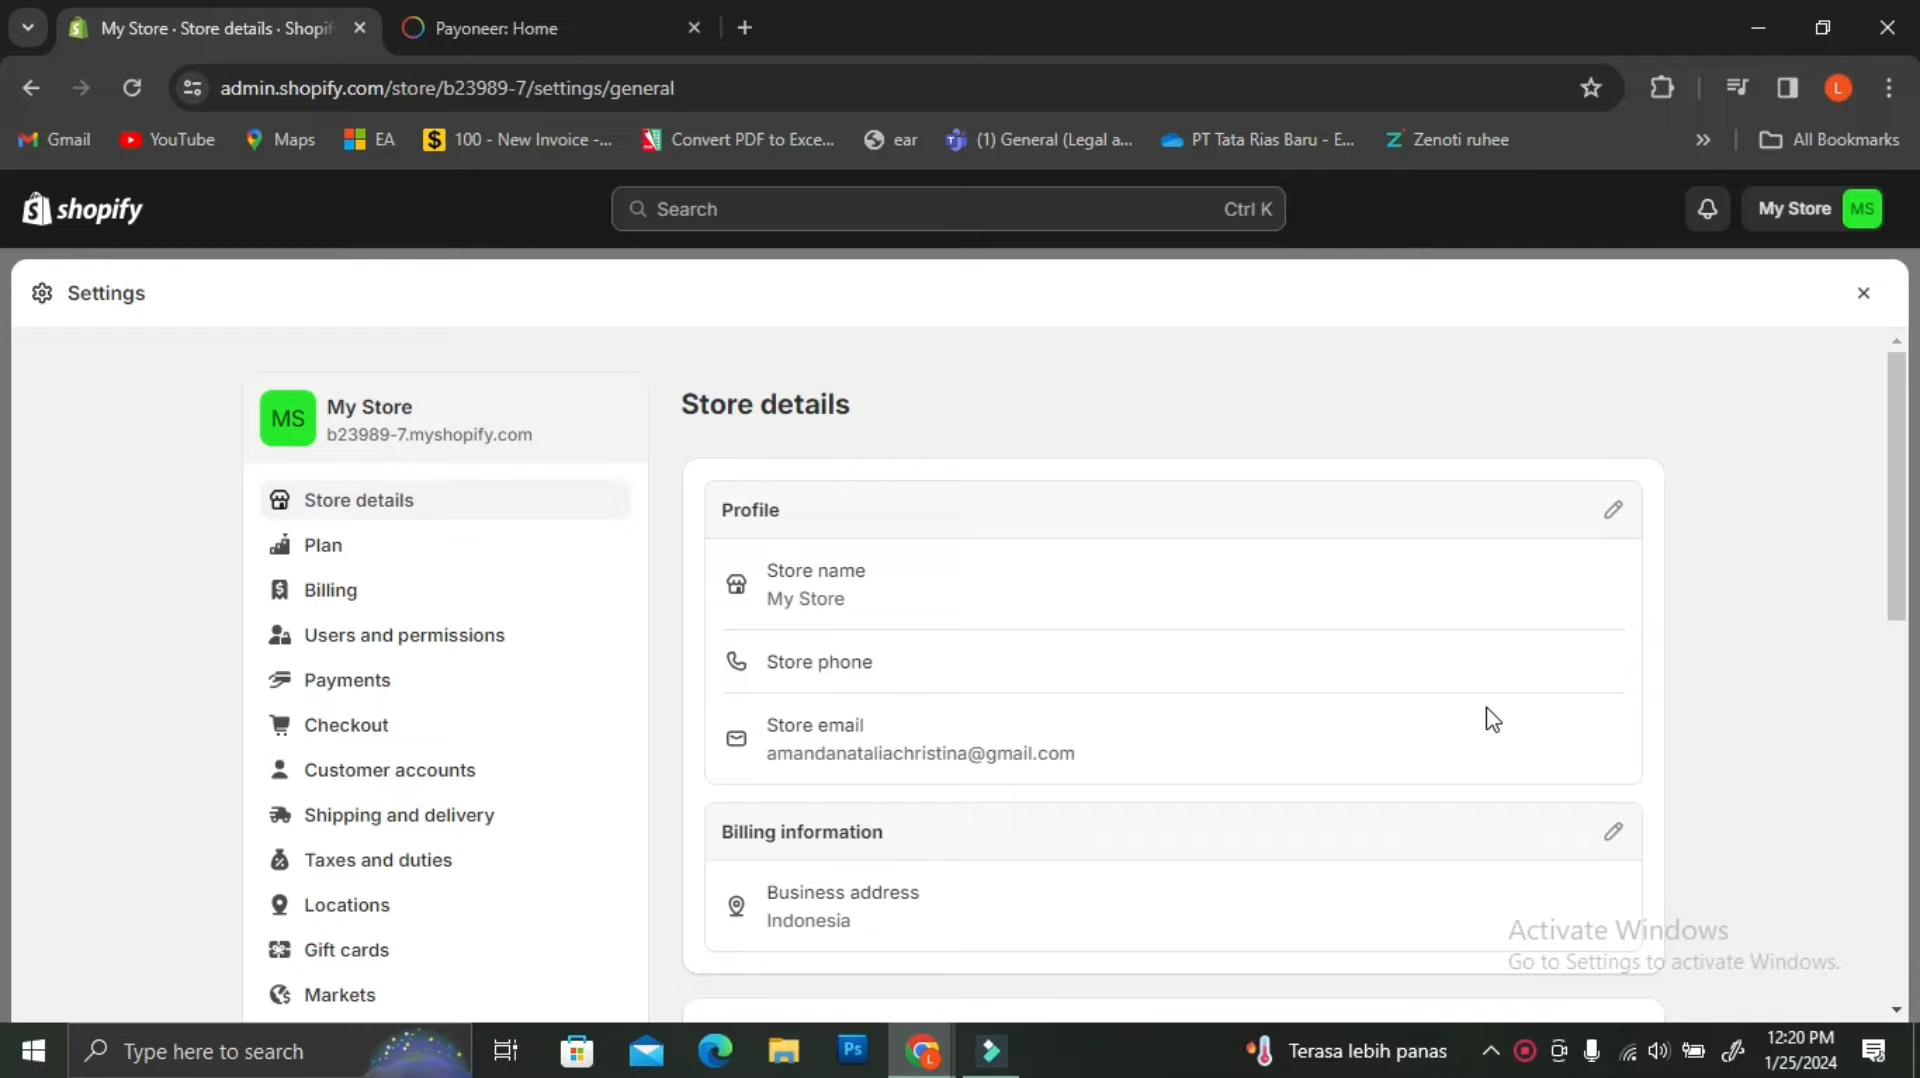 My Store · Store details · Shopif
Payoneer: Home
admin.shopify.com/store/b23989-7/settings/general
L
Gmail
YouTube
Maps
EA
100 - New Invoice -...
Convert PDF to Exce...
ear
(1) General (Legal a...
PT Tata Rias Baru - E...
Zenoti ruhee
All Bookmarks
shopify
Search
Ctrl K
My Store
MS
Settings
MS
My Store
b23989-7.myshopify.com
Store details
Plan
Billing
Users and permissions
Payments
Checkout
Customer accounts
Shipping and delivery
Taxes and duties
Locations
Gift cards
Markets
Store details
Profile
Store name
My Store
Store phone
Store email
amandanataliachristina@gmail.com
Billing information
Business address
Indonesia
Activate Windows
Go to Settings to activate Windows.
Type here to search
Ps
L
Terasa lebih panas
12:20 PM
1/25/2024